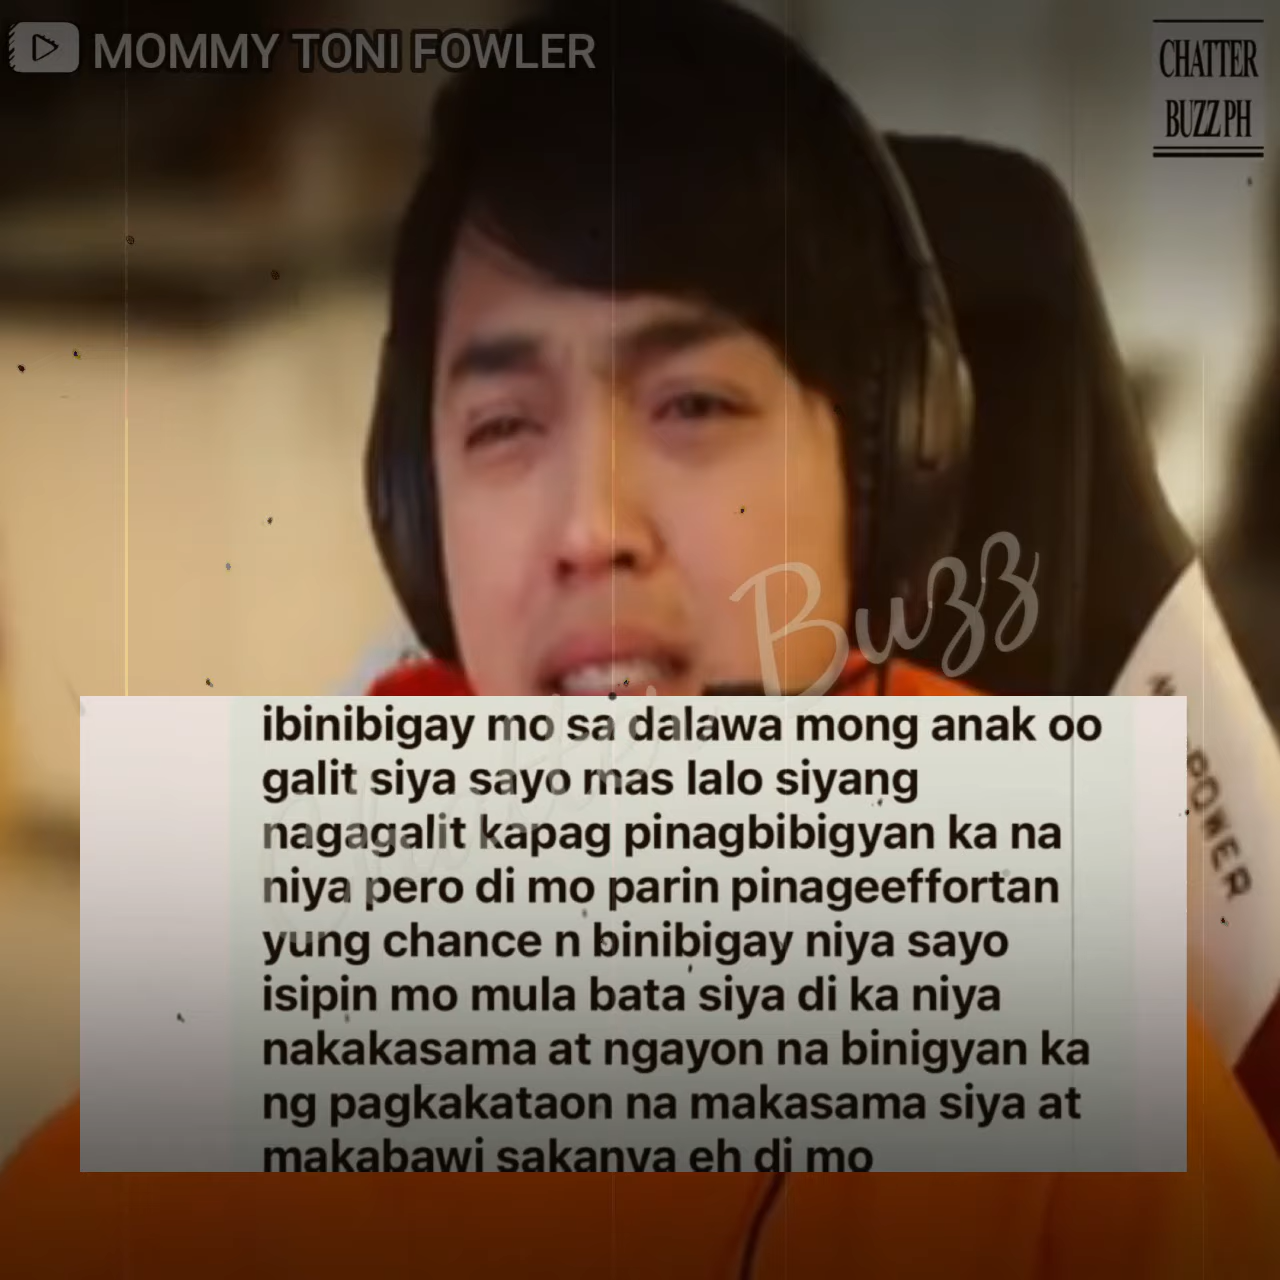 MOMMY TONI FOWLER
CHATTER
BUZZ PH
Chatter Buzz
ibinibigay mo sa dalawa mong anak oo
galit siya sayo mas lalo siyang
nagagalit kapag pinagbibigyan ka na
niya pero di mo parin pinageeffortan
yung chance n binibigay niya sayo
isipin mo mula bata siya di ka niya
nakakasama at ngayon na binigyan ka
ng pagkakataon na makasama siya at
makabawi sakanya eh di mo
POWER